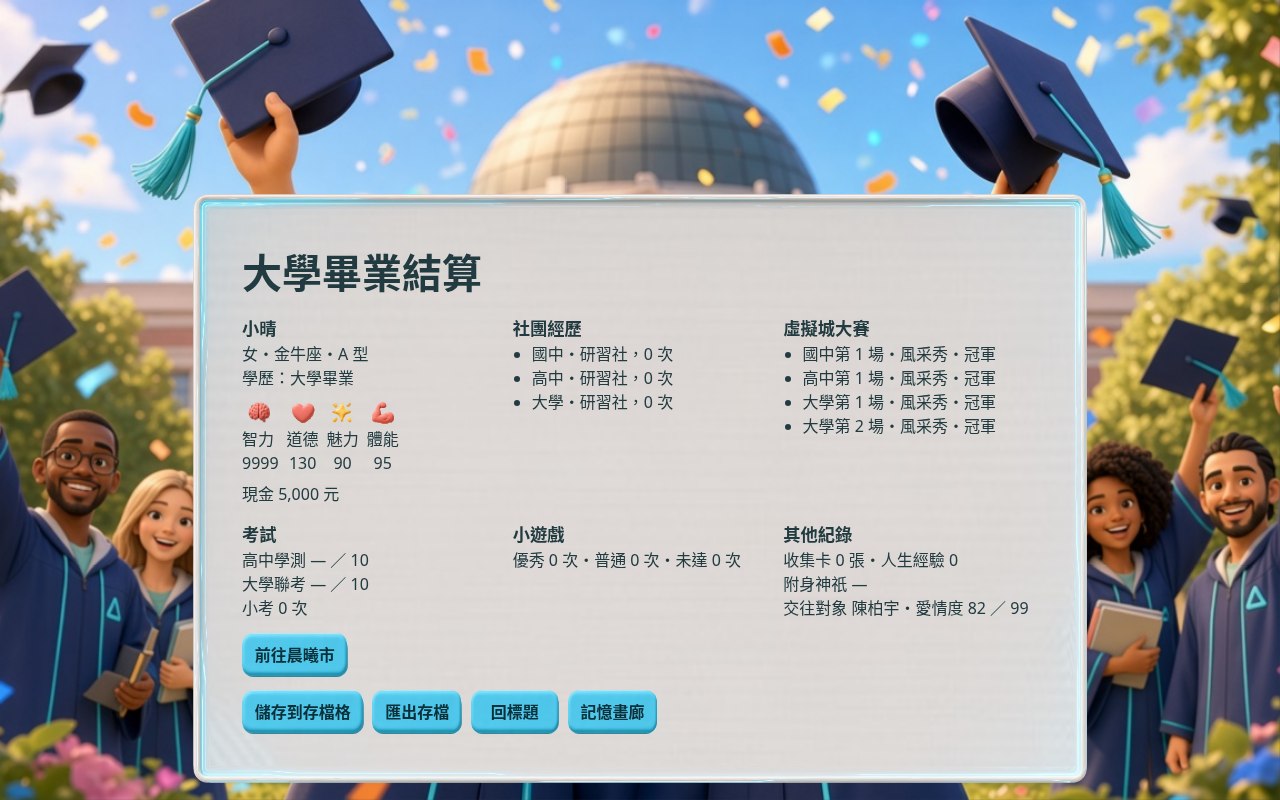 大學畢業結算
小晴
女・金牛座・A 型
學歷：大學畢業
智力 道德 魅力 體能
9999 130 90 95
現金 5,000 元
社團經歷
• 國中・研習社，0 次
• 高中・研習社，0 次
• 大學・研習社，0 次
虛擬城大賽
• 國中第 1 場・風采秀・冠軍
• 高中第 1 場・風采秀・冠軍
• 大學第 1 場・風采秀・冠軍
• 大學第 2 場・風采秀・冠軍
考試
高中學測 — ／ 10
大學聯考 — ／ 10
小考 0 次
小遊戲
優秀 0 次・普通 0 次・未達 0 次
其他紀錄
收集卡 0 張・人生經驗 0
附身神祇 —
交往對象 陳柏宇・愛情度 82 ／ 99
前往晨曦市
儲存到存檔格 匯出存檔 回標題 記憶畫廊